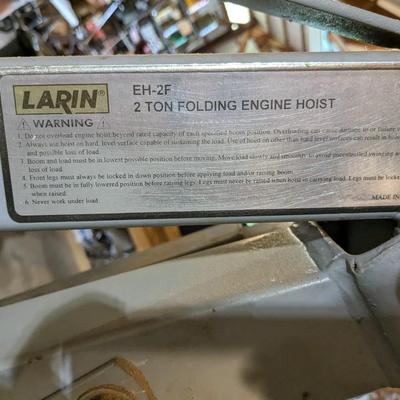 LARIN®
EH-2F
2 TON FOLDING ENGINE HOIST
⚠ WARNING ⚠
1. Do not overload engine hoist beyond rated capacity of each specified boom position. Overloading can cause damage to or failure
2. Always use hoist on hard, level surface capable of sustaining the load. Use of hoist on other than hard level surfaces can result in
and possible loss of load.
3. Boom and load must be in lowest possible position before moving. Move load slowly and smoothly to avoid uncontrolled swinging
loss of load.
4. Front legs must always be locked in down position before applying load and/or raising boom.
5. Boom must be in fully lowered position before raising legs. Legs must never be raised when hoist is carrying load. Legs must be locked
when raised.
6. Never work under load.
MADE IN